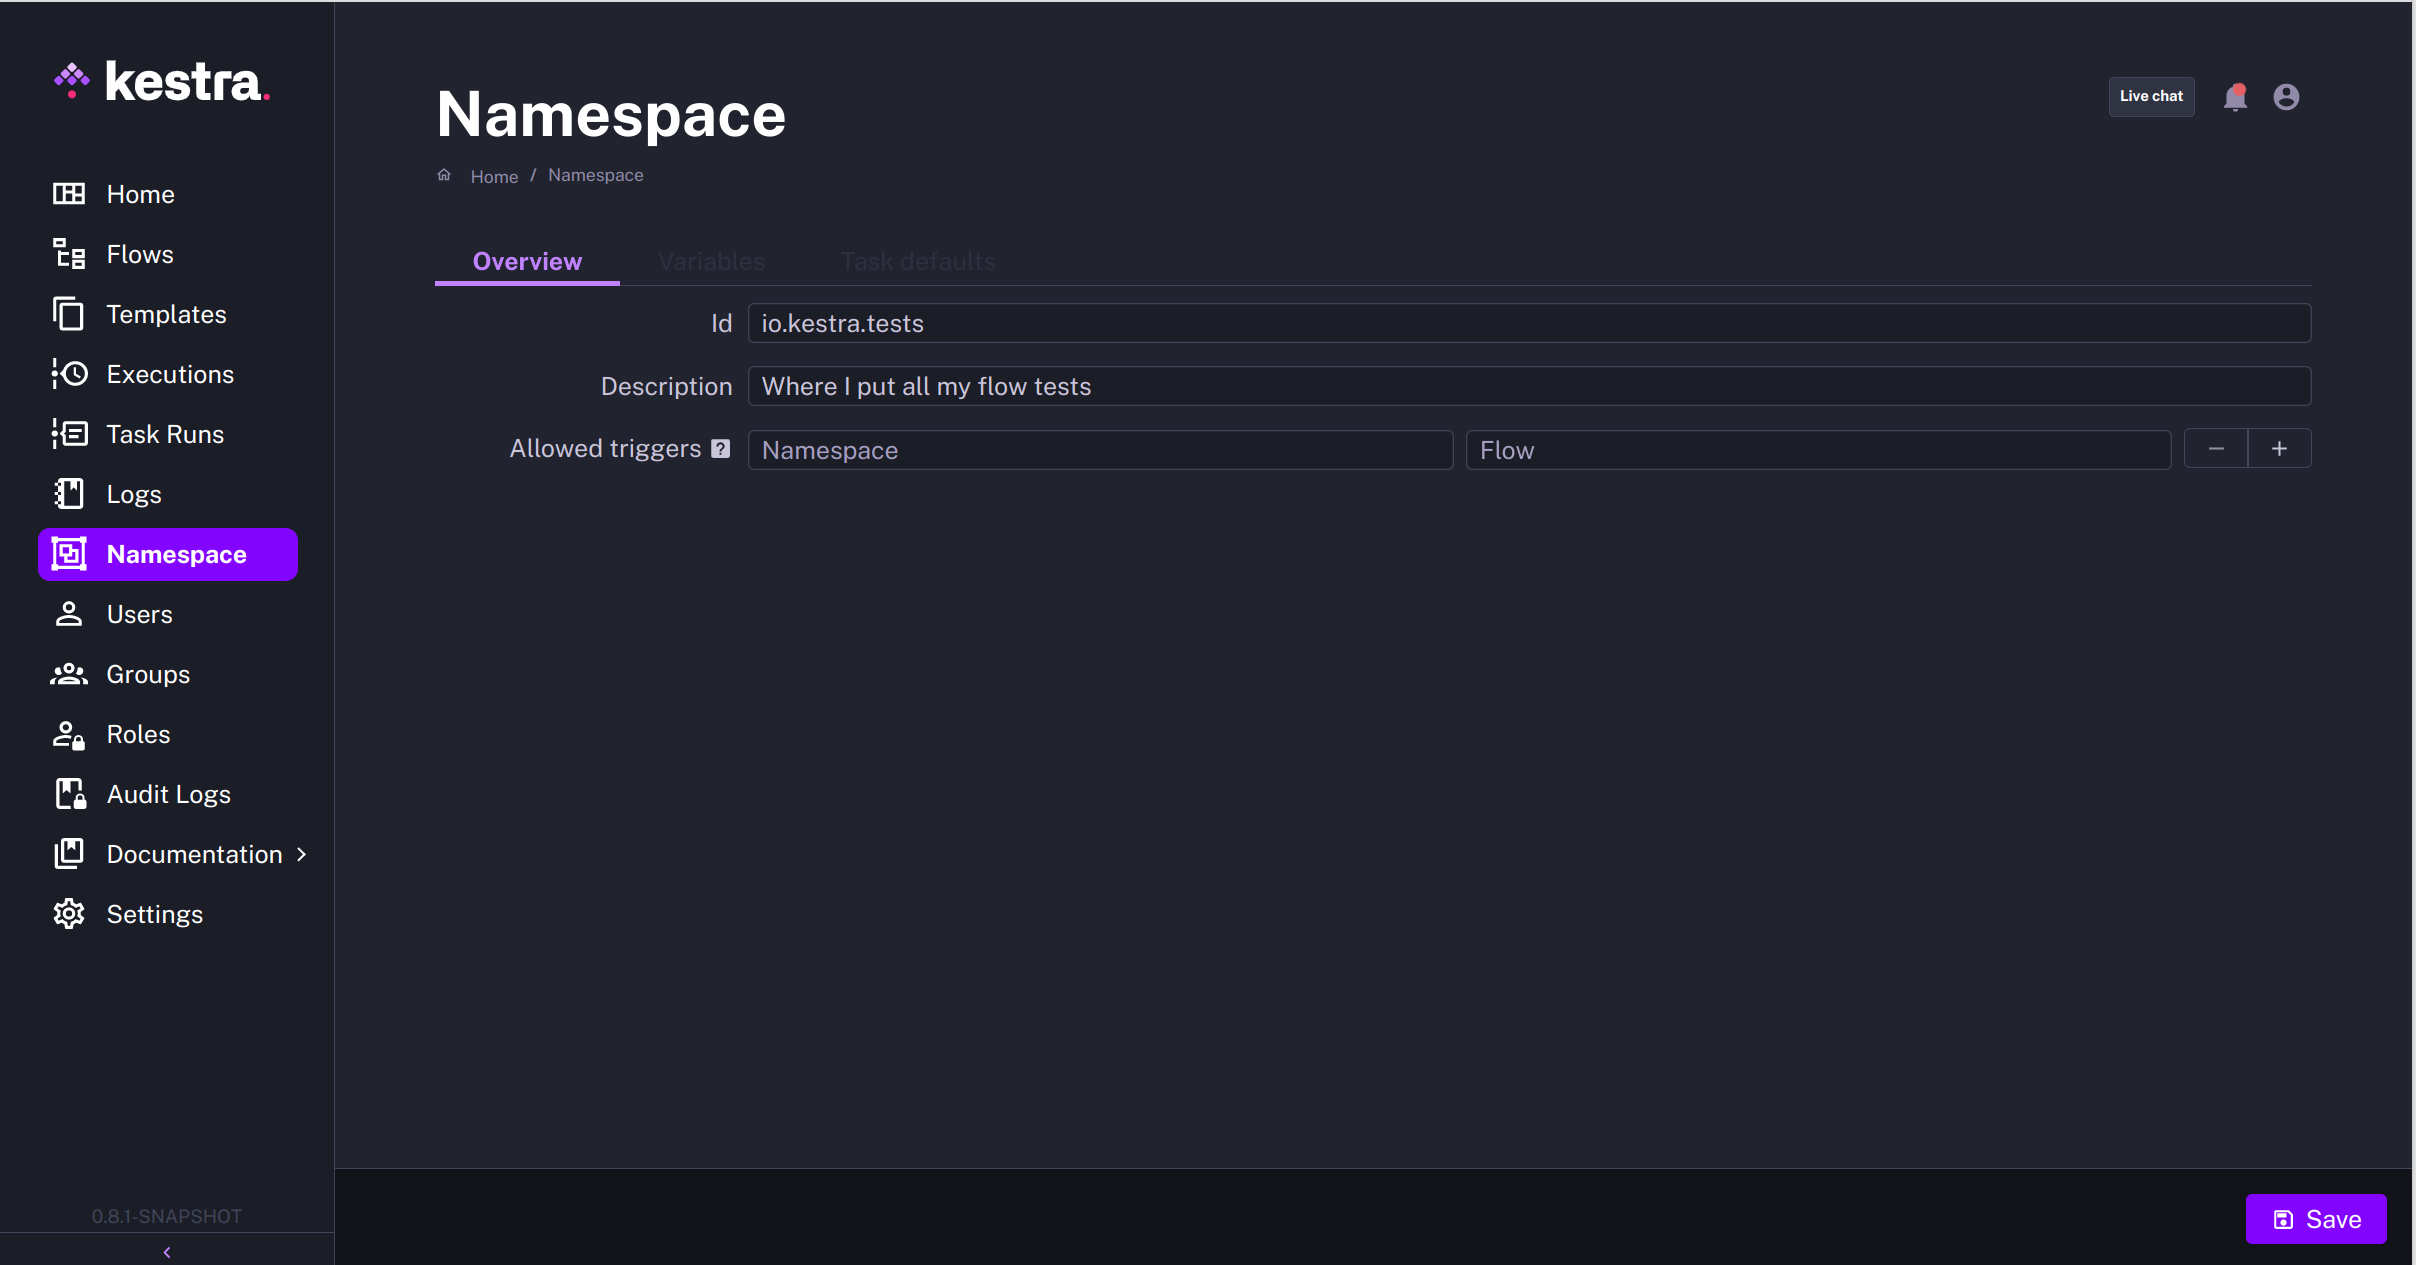 kestra.
Home
Flows
Templates
Executions
Task Runs
Logs
Namespace
Users
Groups
Roles
Audit Logs
Documentation
Settings
0.8.1-SNAPSHOT
Namespace
Home / Namespace
Live chat
Overview Variables Task defaults
Id io.kestra.tests
Description Where I put all my flow tests
Allowed triggers ? Namespace Flow
Save